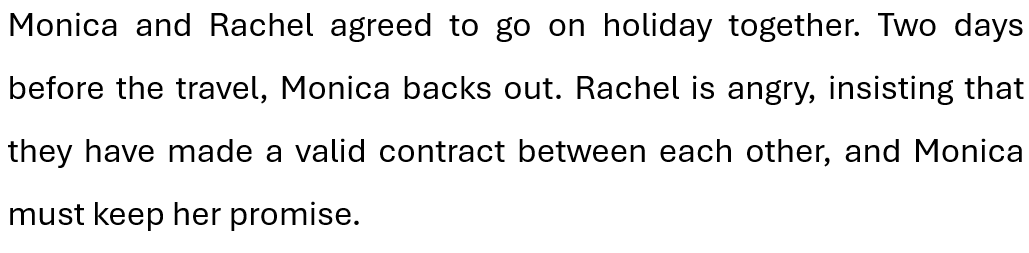 Monica and Rachel agreed to go on holiday together. Two days
before the travel, Monica backs out. Rachel is angry, insisting that
they have made a valid contract between each other, and Monica
must keep her promise.